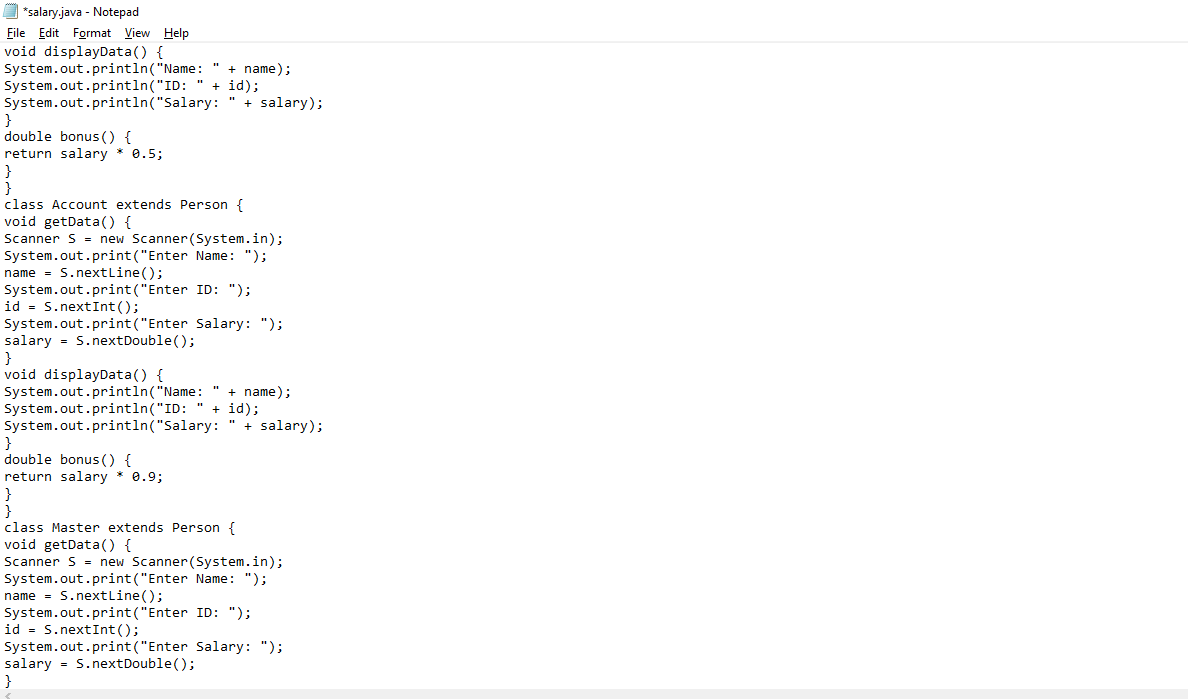 *salary.java - Notepad
File Edit Format View Help
void displayData() {
System.out.println("Name: " + name);
System.out.println("ID: " + id);
System.out.println("Salary: " + salary);
}
double bonus() {
return salary * 0.5;
}
}
class Account extends Person {
void getData() {
Scanner S = new Scanner(System.in);
System.out.print("Enter Name: ");
name = S.nextLine();
System.out.print("Enter ID: ");
id = S.nextInt();
System.out.print("Enter Salary: ");
salary = S.nextDouble();
}
void displayData() {
System.out.println("Name: " + name);
System.out.println("ID: " + id);
System.out.println("Salary: " + salary);
}
double bonus() {
return salary * 0.9;
}
}
class Master extends Person {
void getData() {
Scanner S = new Scanner(System.in);
System.out.print("Enter Name: ");
name = S.nextLine();
System.out.print("Enter ID: ");
id = S.nextInt();
System.out.print("Enter Salary: ");
salary = S.nextDouble();
}